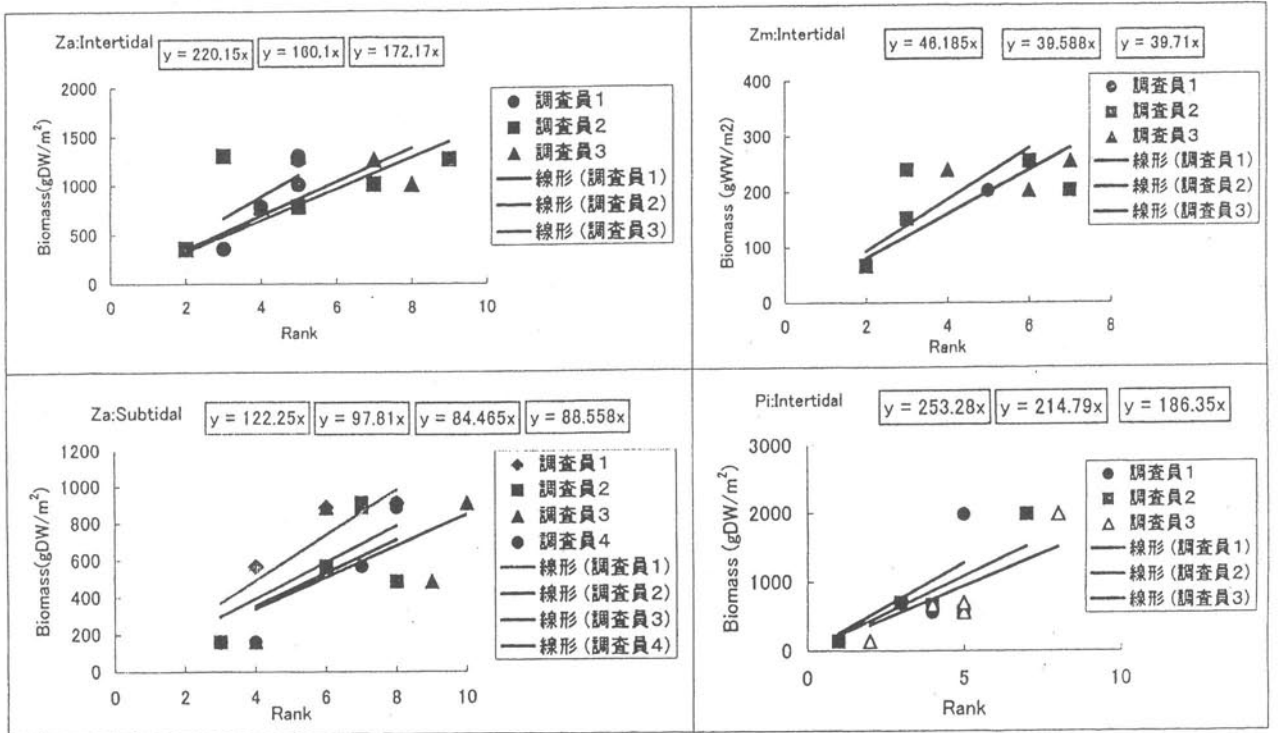 Za:Intertidal
y = 220.15x
y = 160.1x
y = 172.17x
Biomass(gDW/m²)
2000
1500
1000
500
0
0 2 4 6 8 10
Rank
調査員1
調査員2
調査員3
線形(調査員1)
線形(調査員2)
線形(調査員3)
Zm:Intertidal
y = 46.185x
y = 39.588x
y = 39.71x
Biomass (gWW/m2)
400
300
200
100
0
0 2 4 6 8
Rank
調査員1
調査員2
調査員3
線形(調査員1)
線形(調査員2)
線形(調査員3)
Za:Subtidal
y = 122.25x
y = 97.81x
y = 84.465x
y = 88.558x
Biomass(gDW/m²)
1200
1000
800
600
400
200
0
0 2 4 6 8 10
Rank
調査員1
調査員2
調査員3
調査員4
線形(調査員1)
線形(調査員2)
線形(調査員3)
線形(調査員4)
Pi:Intertidal
y = 253.28x
y = 214.79x
y = 186.35x
Biomass (gDW/m²)
3000
2000
1000
0
0 5 10
Rank
調査員1
調査員2
調査員3
線形(調査員1)
線形(調査員2)
線形(調査員3)